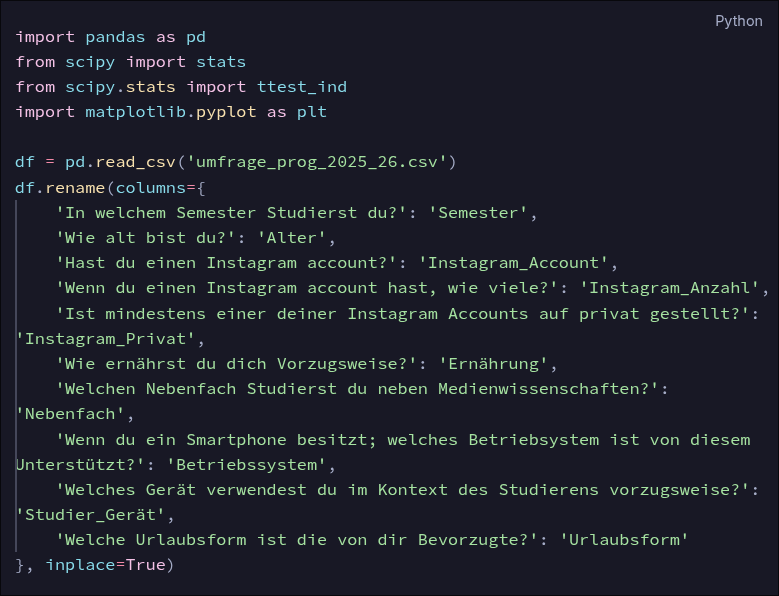 Python
import pandas as pd
from scipy import stats
from scipy.stats import ttest_ind
import matplotlib.pyplot as plt

df = pd.read_csv('umfrage_prog_2025_26.csv')
df.rename(columns={
    'In welchem Semester Studierst du?': 'Semester',
    'Wie alt bist du?': 'Alter',
    'Hast du einen Instagram account?': 'Instagram_Account',
    'Wenn du einen Instagram account hast, wie viele?': 'Instagram_Anzahl',
    'Ist mindestens einer deiner Instagram Accounts auf privat gestellt?':
'Instagram_Privat',
    'Wie ernährst du dich Vorzugsweise?': 'Ernährung',
    'Welchen Nebenfach Studierst du neben Medienwissenschaften?':
'Nebenfach',
    'Wenn du ein Smartphone besitzt; welches Betriebsystem ist von diesem
Unterstützt?': 'Betriebssystem',
    'Welches Gerät verwendest du im Kontext des Studierens vorzugsweise?':
'Studier_Gerät',
    'Welche Urlaubsform ist die von dir Bevorzugte?': 'Urlaubsform'
}, inplace=True)